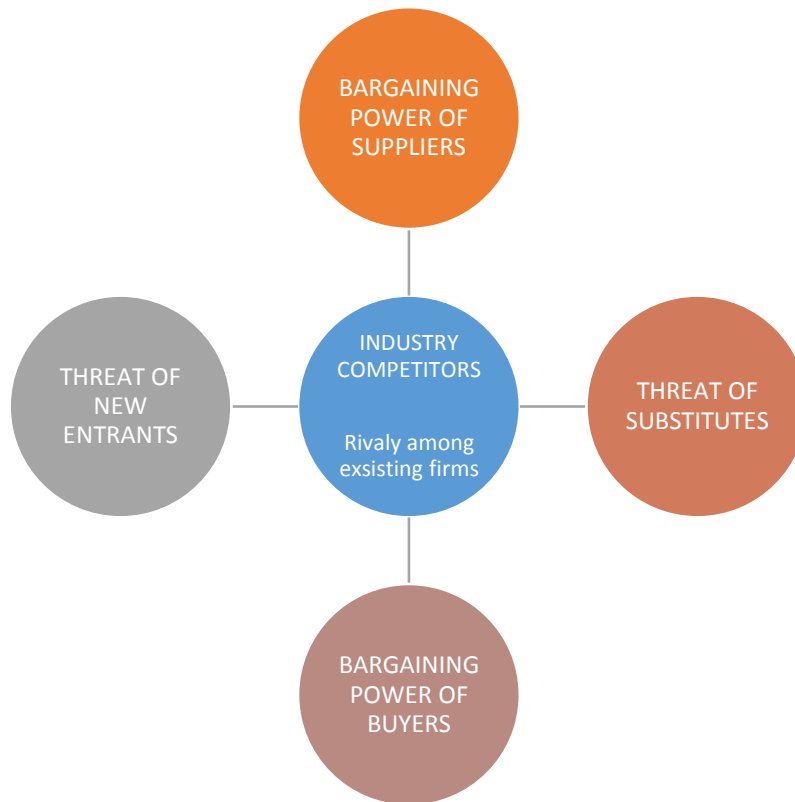 BARGAINING
POWER OF
SUPPLIERS
THREAT OF
NEW
ENTRANTS
INDUSTRY
COMPETITORS
Rivaly among
exsisting firms
THREAT OF
SUBSTITUTES
BARGAINING
POWER OF
BUYERS